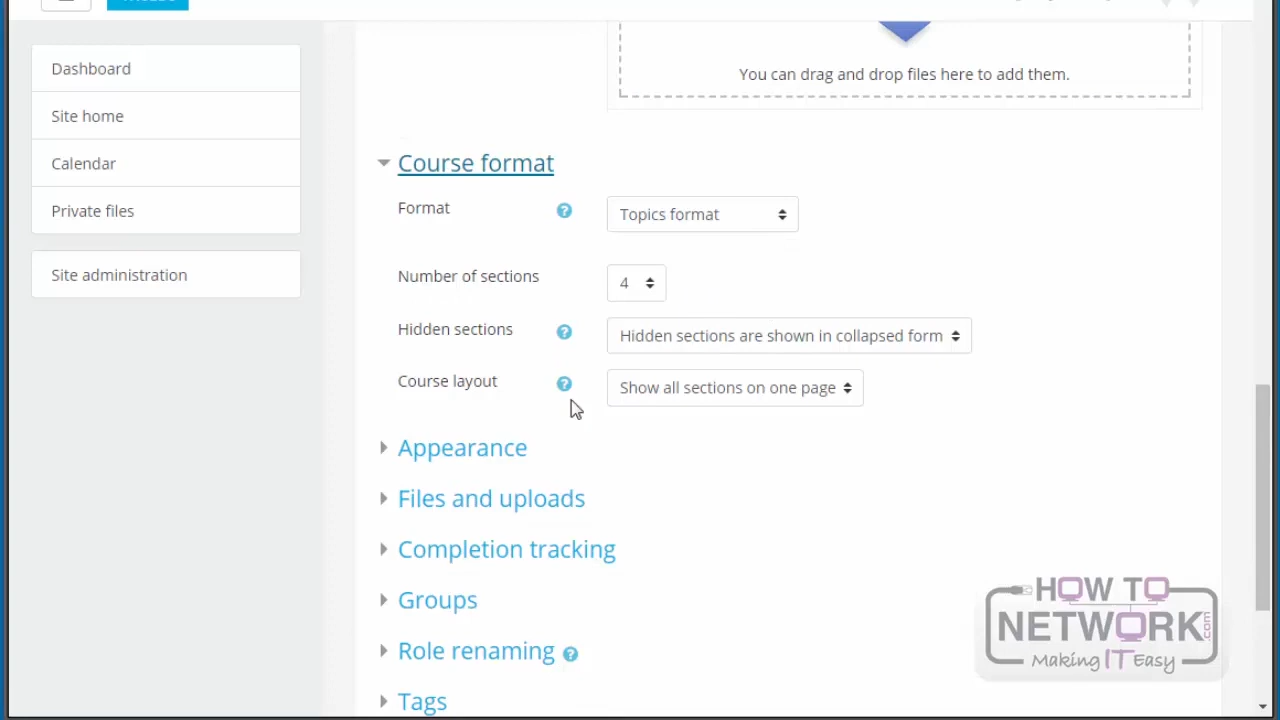 You can drag and drop files here to add them.
Dashboard
Site home
Calendar
Private files
Site administration
Course format
Format
?
Topics format
Number of sections
4
Hidden sections
?
Hidden sections are shown in collapsed form
Course layout
?
Show all sections on one page
Appearance
Files and uploads
Completion tracking
Groups
Role renaming
?
Tags
HOW TO
NETWORK.com
Making IT Easy